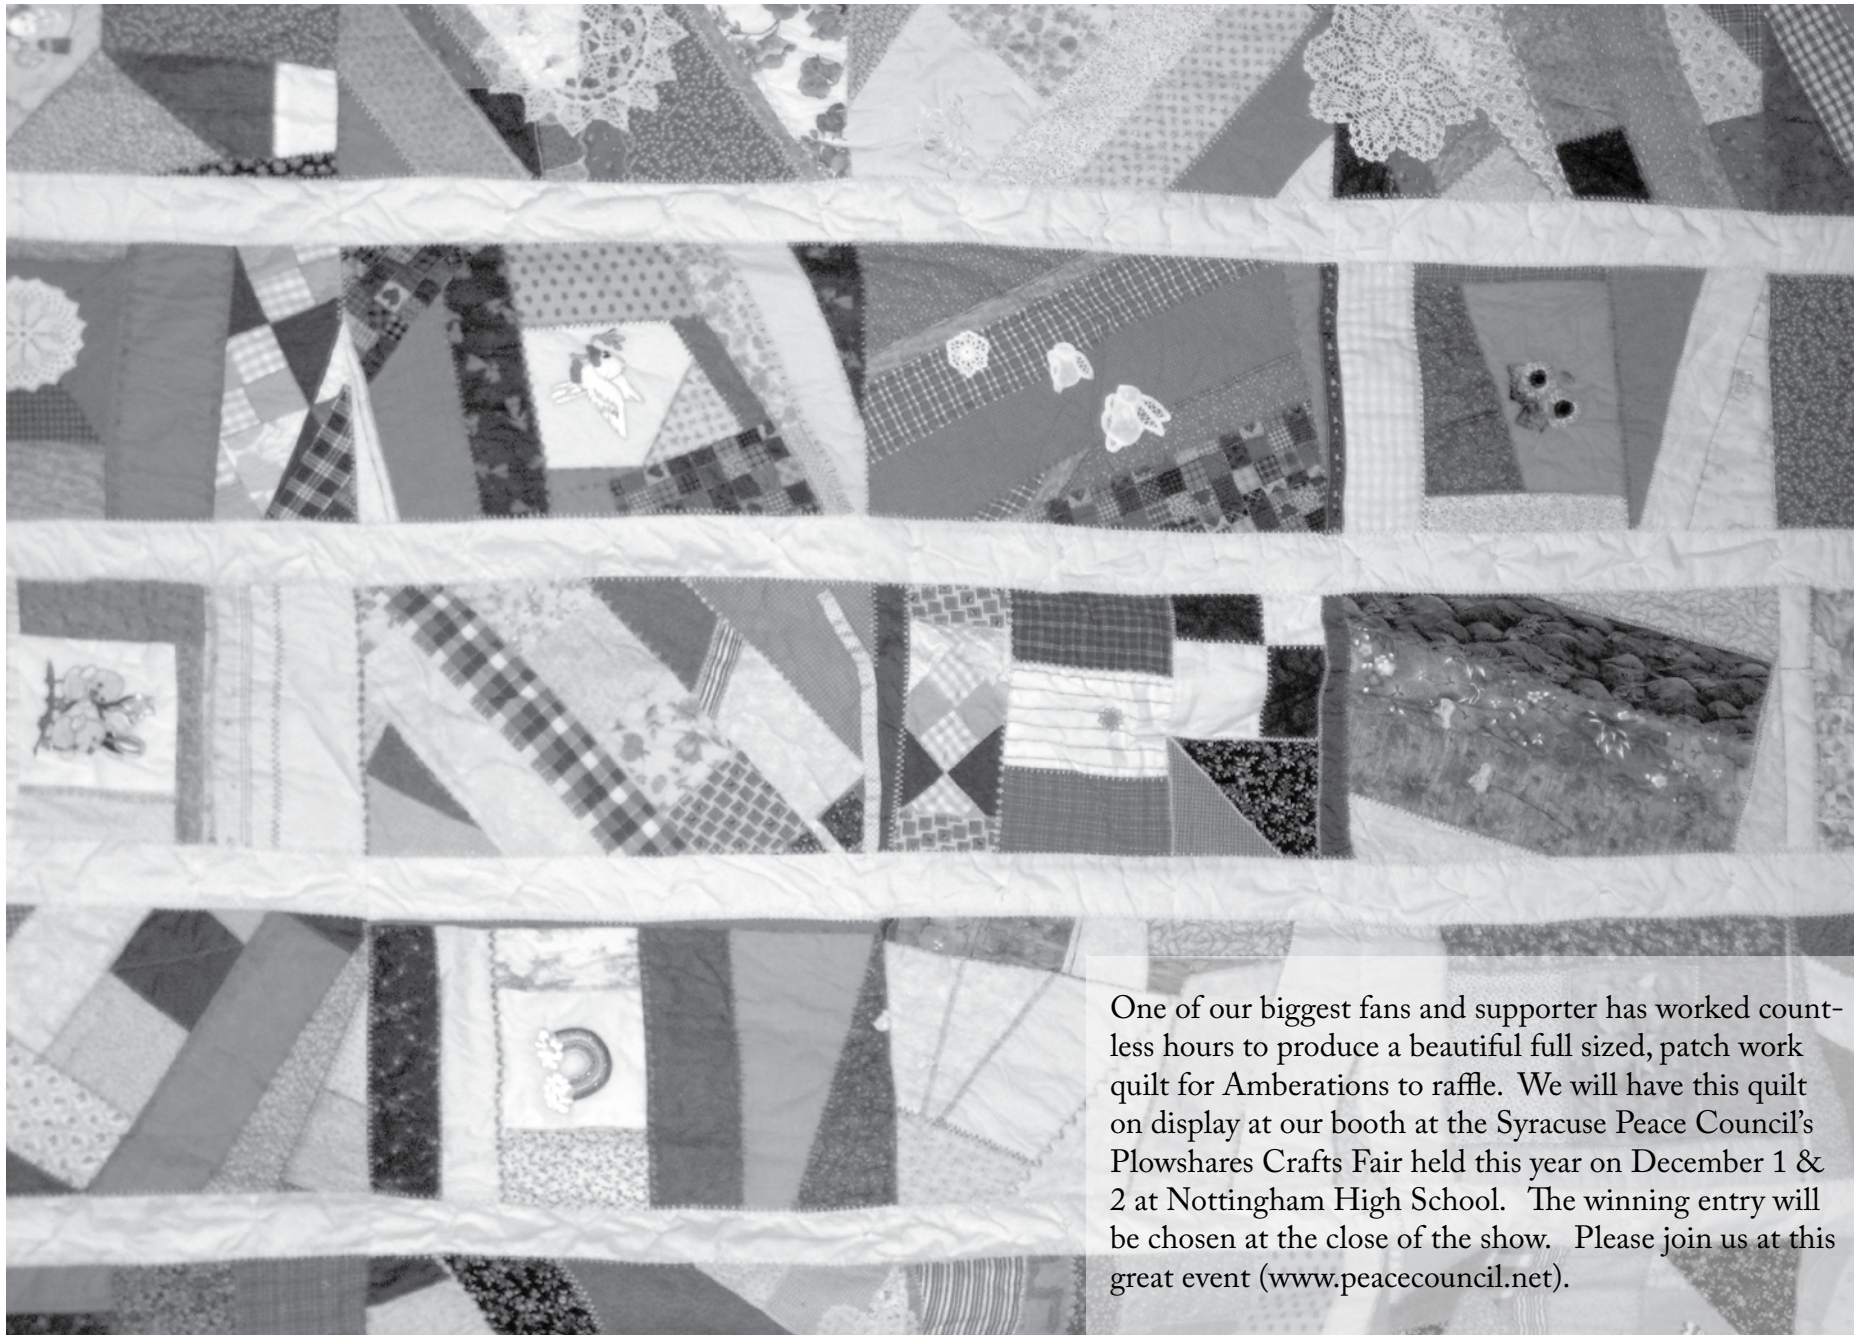 One of our biggest fans and supporter has worked count-
less hours to produce a beautiful full sized, patch work
quilt for Amberations to raffle.  We will have this quilt
on display at our booth at the Syracuse Peace Council's
Plowshares Crafts Fair held this year on December 1 &
2 at Nottingham High School.   The winning entry will
be chosen at the close of the show.   Please join us at this
great event (www.peacecouncil.net).